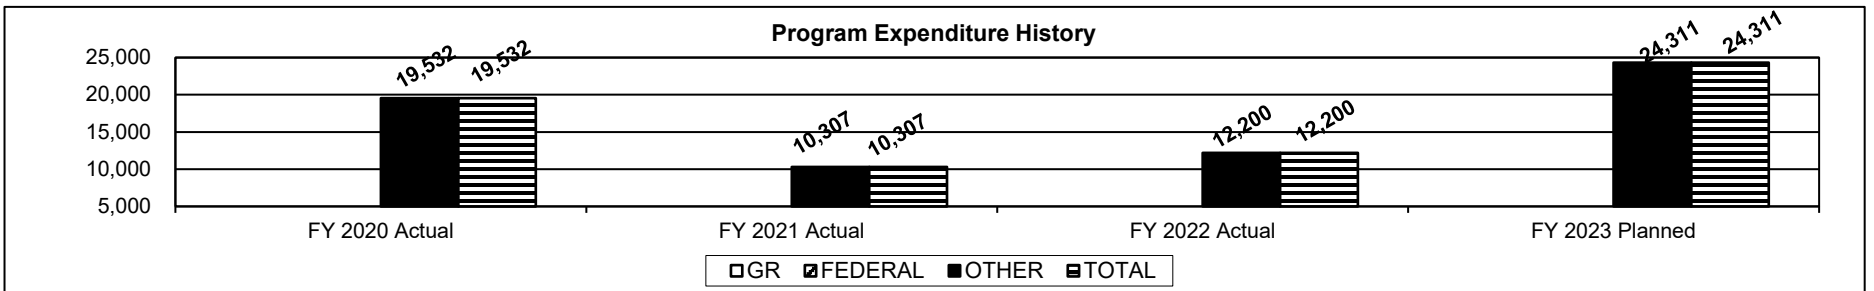 Program Expenditure History
25,000
20,000
15,000
10,000
5,000
19,532
19,532
10,307
10,307
12,200
12,200
24,311
24,311
FY 2020 Actual
FY 2021 Actual
FY 2022 Actual
FY 2023 Planned
GR FEDERAL OTHER TOTAL